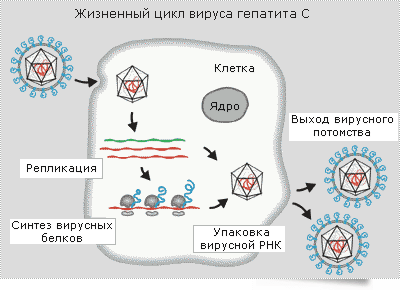 Жизненный цикл вируса гепатита С
Клетка
Ядро
Выход вирусного
потомства
Репликация
Синтез вирусных
белков
Упаковка
вирусной РНК